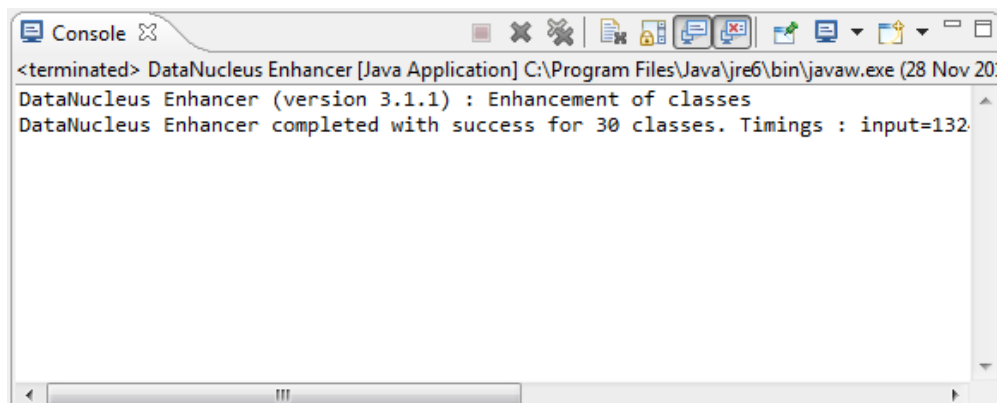 Console
<terminated> DataNucleus Enhancer [Java Application] C:\Program Files\Java\jre6\bin\javaw.exe (28 Nov 201
DataNucleus Enhancer (version 3.1.1) : Enhancement of classes
DataNucleus Enhancer completed with success for 30 classes. Timings : input=132